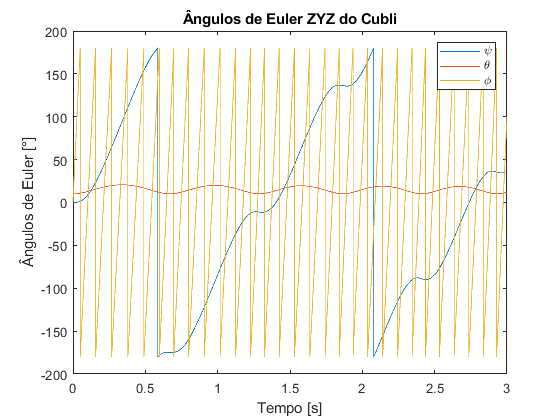 Ângulos de Euler ZYZ do Cubli
200
150
100
50
0
-50
-100
-150
-200
Ângulos de Euler [°]
ψ
θ
ϕ
0
0.5
1
1.5
2
2.5
3
Tempo [s]